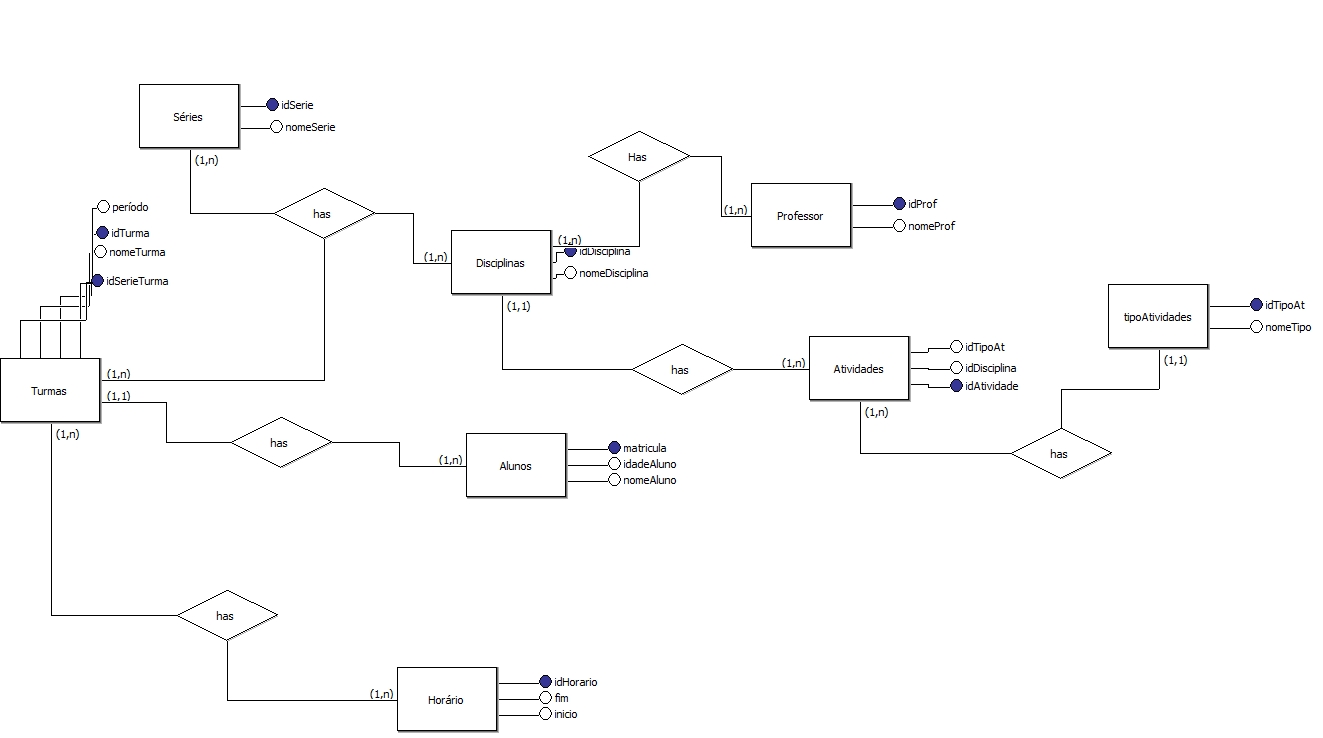 Séries
idSerie
nomeSerie
(1,n)
Has
período
idTurma
nomeTurma
idSerieTurma
has
(1,n)
Disciplinas
(1,n)
idDisciplina
nomeDisciplina
(1,1)
(1,n)
Professor
idProf
nomeProf
tipoAtividades
idTipoAt
nomeTipo
(1,1)
Turmas
(1,n)
(1,1)
(1,n)
has
(1,n)
Atividades
idTipoAt
idDisciplina
idAtividade
(1,n)
has
has
(1,n)
Alunos
matricula
idadeAluno
nomeAluno
has
(1,n)
Horário
idHorario
fim
inicio